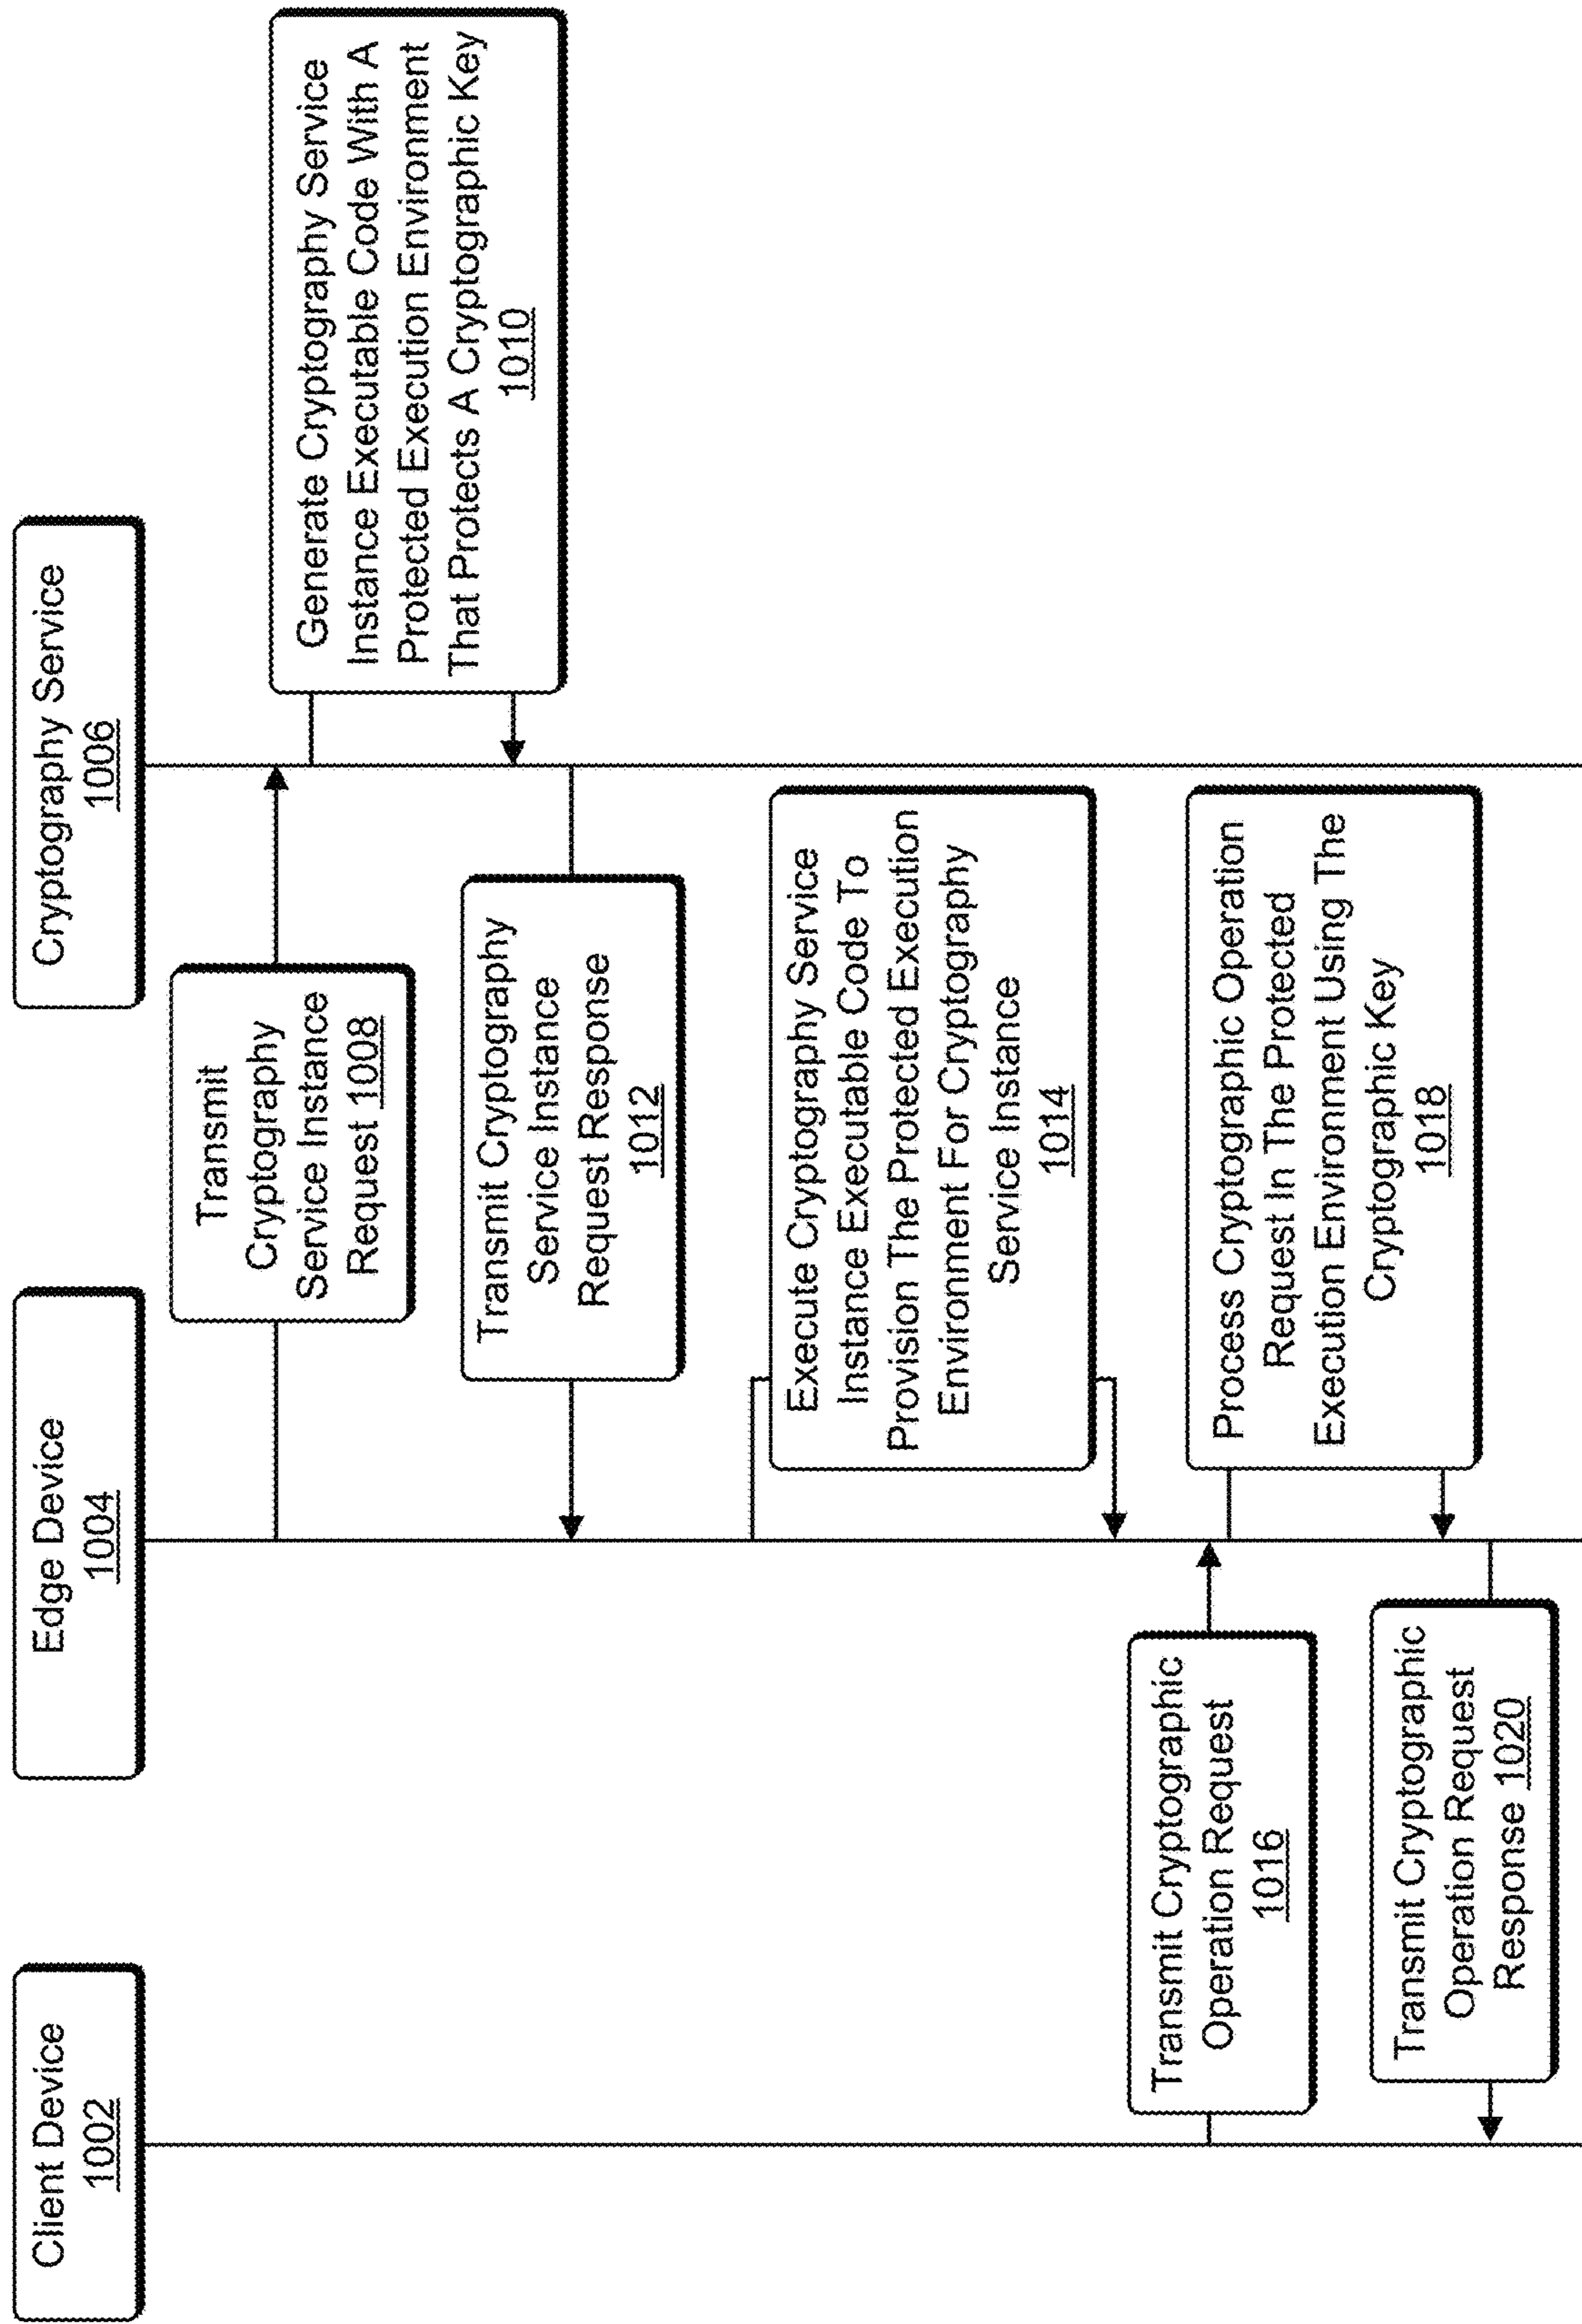 Client Device
1002
Edge Device
1004
Cryptography Service
1006
Transmit
Cryptography
Service Instance
Request 1008
Generate Cryptography Service
Instance Executable Code With A
Protected Execution Environment
That Protects A Cryptographic Key
1010
Transmit Cryptography
Service Instance
Request Response
1012
Execute Cryptography Service
Instance Executable Code To
Provision The Protected Execution
Environment For Cryptography
Service Instance
1014
Transmit Cryptographic
Operation Request
1016
Process Cryptographic Operation
Request In The Protected
Execution Environment Using The
Cryptographic Key
1018
Transmit Cryptographic
Operation Request
Response 1020